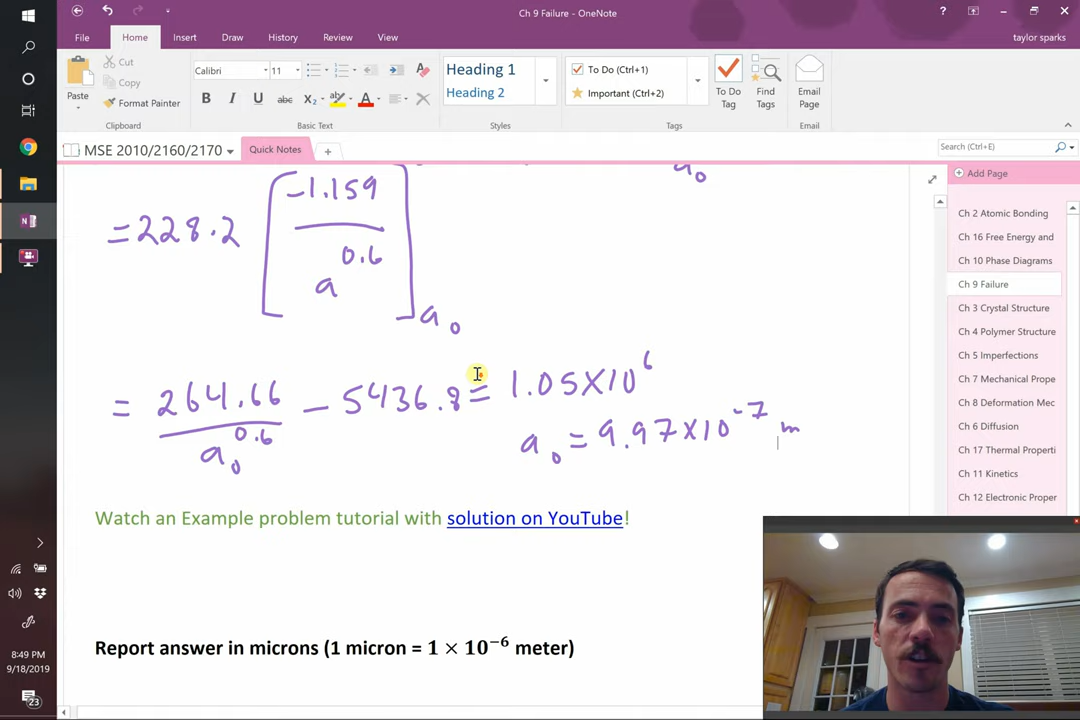 Ch 9 Failure - OneNote
taylor sparks
File Home Insert Draw History Review View
Paste
Cut
Copy
Format Painter
Clipboard
Calibri 11
B I U abc X₂ A
Basic Text
Heading 1
Heading 2
Styles
To Do (Ctrl+1)
Important (Ctrl+2)
To Do Tag
Find Tags
Tags
Email Page
Email
MSE 2010/2160/2170
Quick Notes
Search (Ctrl+E)
Add Page
Ch 2 Atomic Bonding
Ch 16 Free Energy and
Ch 10 Phase Diagrams
Ch 9 Failure
Ch 3 Crystal Structure
Ch 4 Polymer Structure
Ch 5 Imperfections
Ch 7 Mechanical Prope
Ch 8 Deformation Mec
Ch 6 Diffusion
Ch 17 Thermal Properti
Ch 11 Kinetics
Ch 12 Electronic Proper
a₀
= 228.2 [-1.159 / a^0.6] a₀
= 264.66 / a₀^0.6 - 5436.8 = 1.05X10^6
a₀ = 9.97X10^-7 m
Watch an Example problem tutorial with solution on YouTube!
Report answer in microns (1 micron = 1 × 10⁻⁶ meter)
8:49 PM
9/18/2019
23